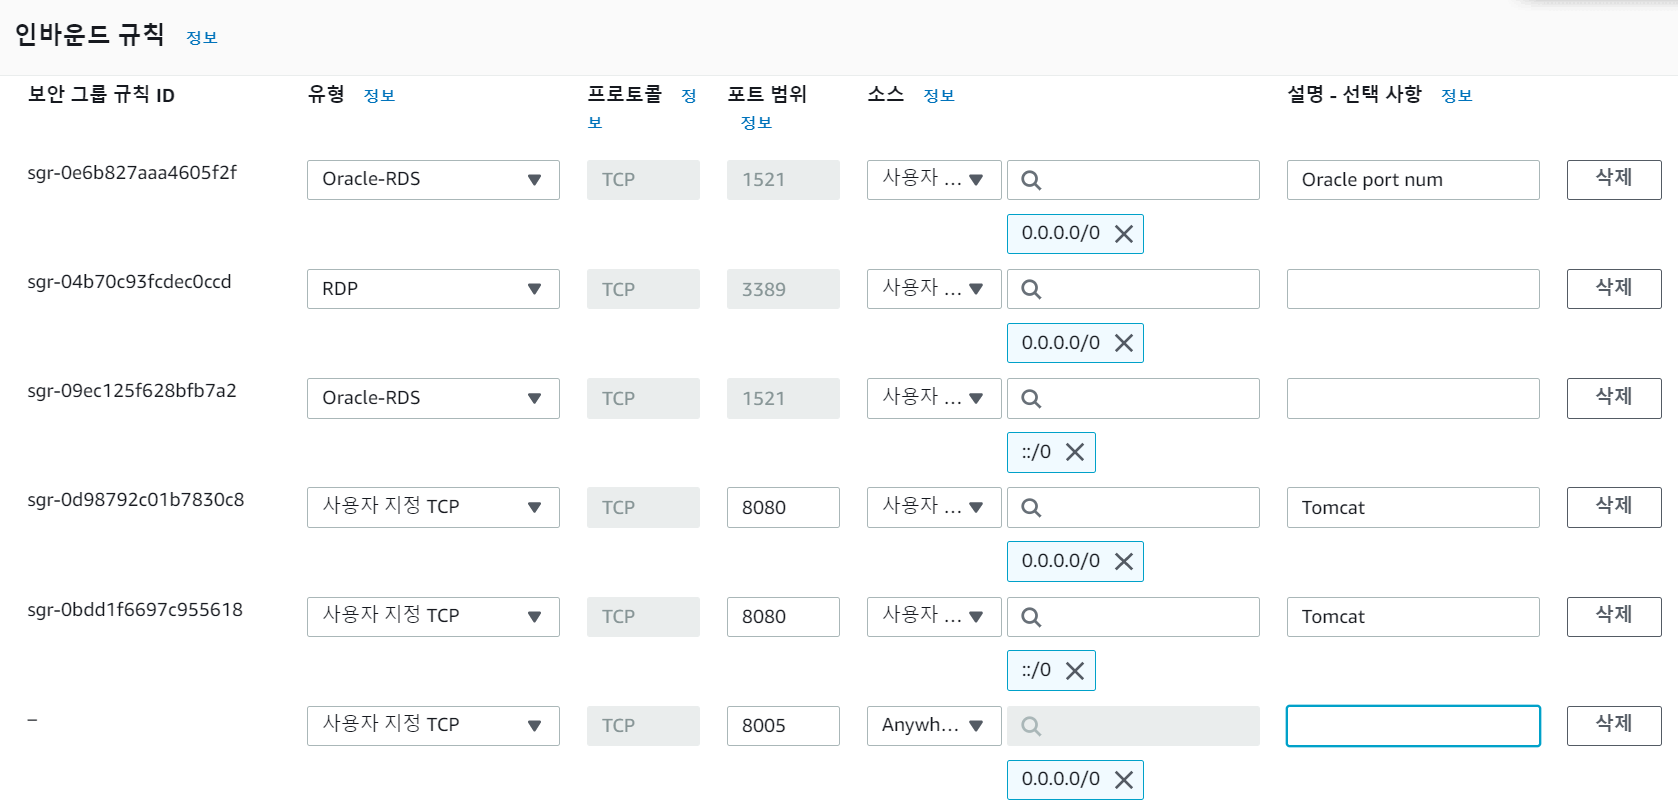 인바운드 규칙 정보
보안 그룹 규칙 ID 유형 정보 프로토콜 정보 포트 범위 정보 소스 정보 설명 - 선택 사항 정보
sgr-0e6b827aaa4605f2f Oracle-RDS TCP 1521 사용자 ... Oracle port num 삭제
0.0.0.0/0
sgr-04b70c93fcdec0ccd RDP TCP 3389 사용자 ... 삭제
0.0.0.0/0
sgr-09ec125f628bfb7a2 Oracle-RDS TCP 1521 사용자 ... 삭제
::/0
sgr-0d98792c01b7830c8 사용자 지정 TCP TCP 8080 사용자 ... Tomcat 삭제
0.0.0.0/0
sgr-0bdd1f6697c955618 사용자 지정 TCP TCP 8080 사용자 ... Tomcat 삭제
::/0
– 사용자 지정 TCP TCP 8005 Anywh... 삭제
0.0.0.0/0